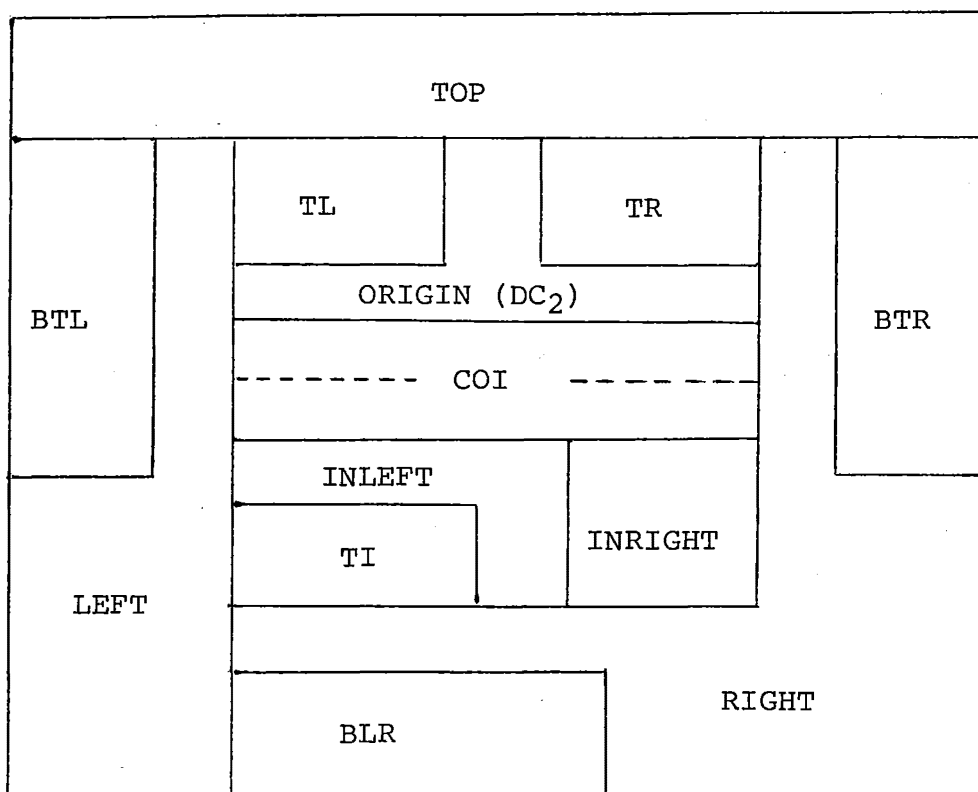 TOP
TL TR
ORIGIN (DC₂)
BTL BTR
COI
INLEFT
INRIGHT
TI
LEFT
RIGHT
BLR